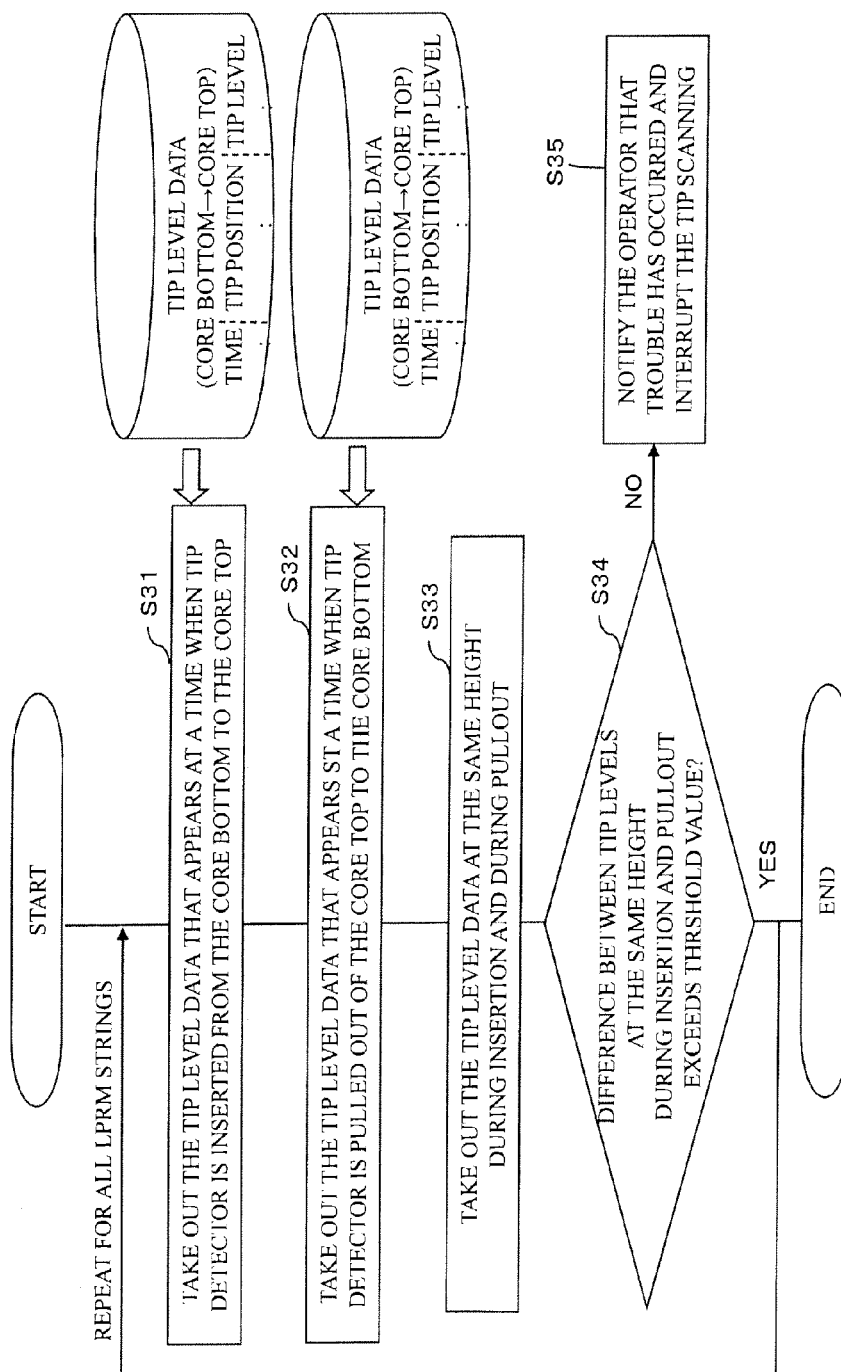 START
REPEAT FOR ALL LPRM STRINGS
S31
TAKE OUT THE TIP LEVEL DATA THAT APPEARS AT A TIME WHEN TIP
DETECTOR IS INSERTED FROM THE CORE BOTTOM TO THE CORE TOP
TIP LEVEL DATA
(CORE BOTTOM→CORE TOP)
TIME TIP POSITION TIP LEVEL
S32
TAKE OUT THE TIP LEVEL DATA THAT APPEARS ST A TIME WHEN TIP
DETECTOR IS PULLED OUT OF THE CORE TOP TO THE CORE BOTTOM
TIP LEVEL DATA
(CORE BOTTOM→CORE TOP)
TIME TIP POSITION TIP LEVEL
S33
TAKE OUT THE TIP LEVEL DATA AT THE SAME HEIGHT
DURING INSERTION AND DURING PULLOUT
S34
DIFFERENCE BETWEEN TIP LEVELS
AT THE SAME HEIGHT
DURING INSERTION AND PULLOUT
EXCEEDS THRSHOLD VALUE?
NO
S35
NOTIFY THE OPERATOR THAT
TROUBLE HAS OCCURRED AND
INTERRUPT THE TIP SCANNING
YES
END